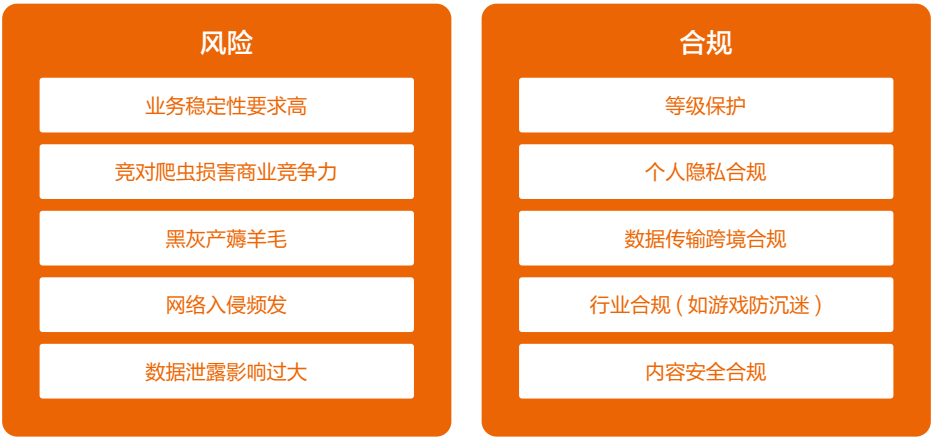 风险
业务稳定性要求高
竞对爬虫损害商业竞争力
黑灰产薅羊毛
网络入侵频发
数据泄露影响过大
合规
等级保护
个人隐私合规
数据传输跨境合规
行业合规 ( 如游戏防沉迷 )
内容安全合规